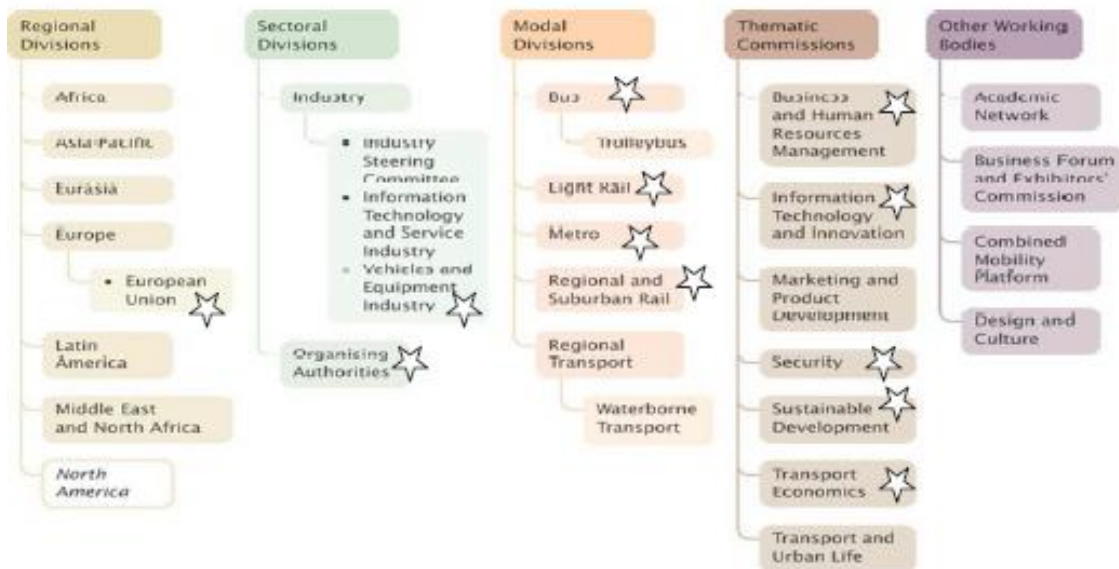 Regional
Divisions
Africa
Asia-Pacific
Eurasia
Europe
• European
Union
Latin
America
Middle East
and North Africa
North
America
Sectoral
Divisions
Industry
• Industry
Steering
Committee
• Information
Technology
and Service
Industry
• Vehicles and
Equipment
Industry
Organising
Authorities
Modal
Divisions
Bus
Trolleybus
Light Rail
Metro
Regional and
Suburban Rail
Regional
Transport
Waterborne
Transport
Thematic
Commissions
Business
and Human
Resources
Management
Information
Technology
and Innovation
Marketing and
Product
Development
Security
Sustainable
Development
Transport
Economics
Transport and
Urban Life
Other Working
Bodies
Academic
Network
Business Forum
and Exhibitors'
Commission
Combined
Mobility
Platform
Design and
Culture